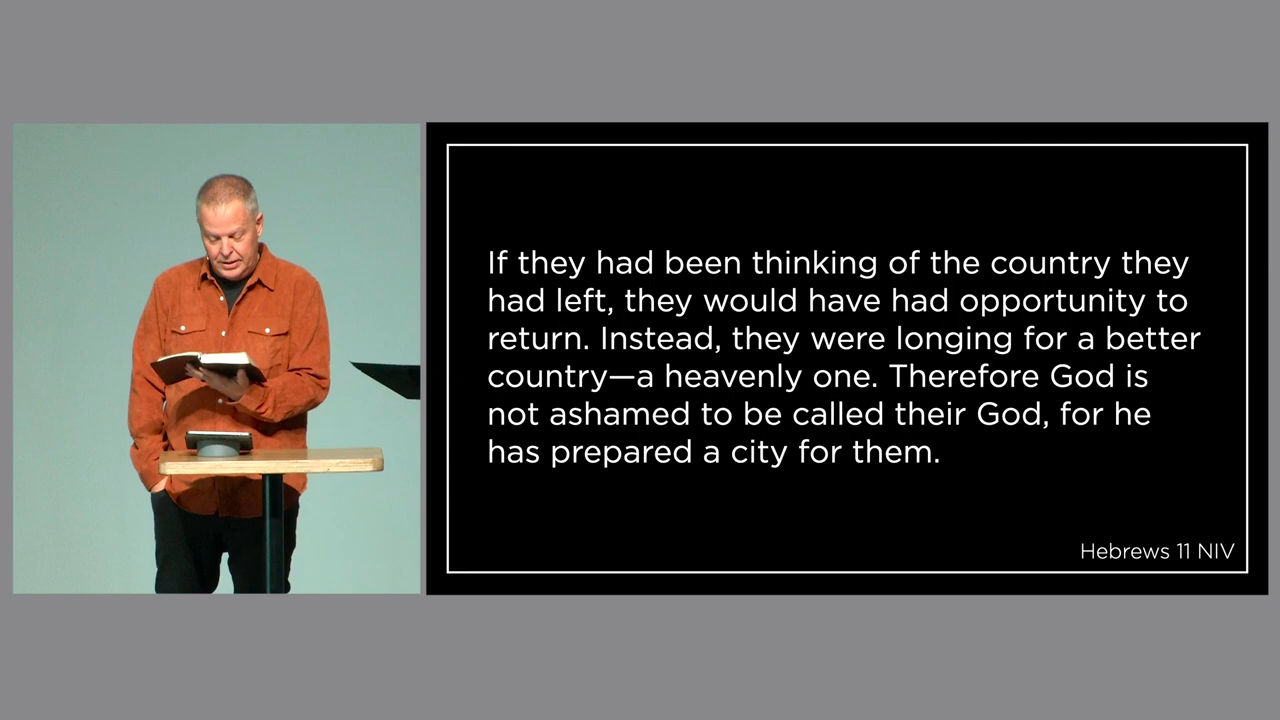 If they had been thinking of the country they
had left, they would have had opportunity to
return. Instead, they were longing for a better
country—a heavenly one. Therefore God is
not ashamed to be called their God, for he
has prepared a city for them.
Hebrews 11 NIV